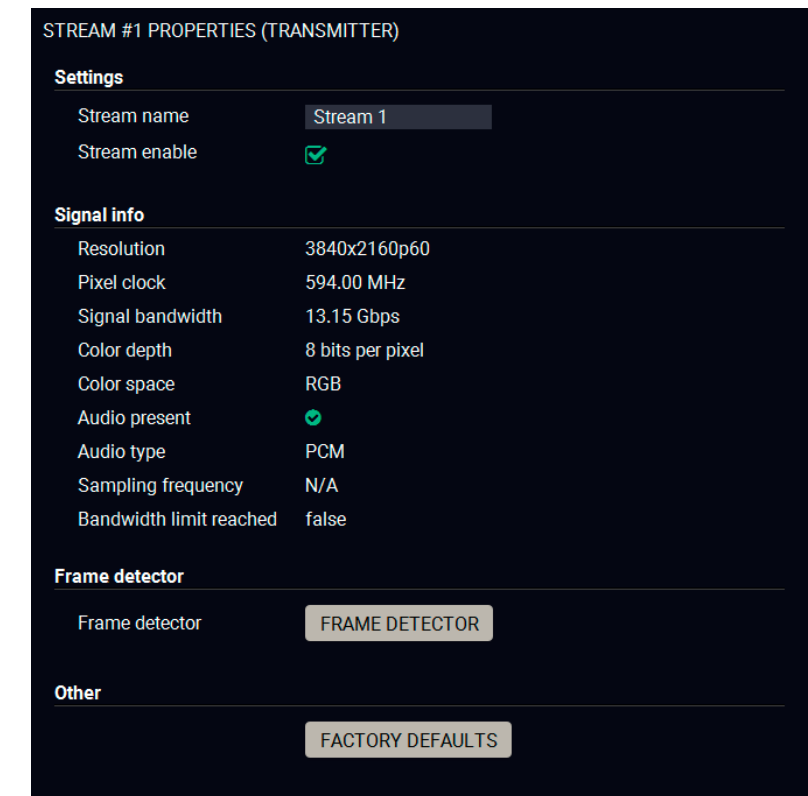 STREAM #1 PROPERTIES (TRANSMITTER)
Settings
Stream name Stream 1
Stream enable
Signal info
Resolution 3840x2160p60
Pixel clock 594.00 MHz
Signal bandwidth 13.15 Gbps
Color depth 8 bits per pixel
Color space RGB
Audio present
Audio type PCM
Sampling frequency N/A
Bandwidth limit reached false
Frame detector
Frame detector FRAME DETECTOR
Other
FACTORY DEFAULTS